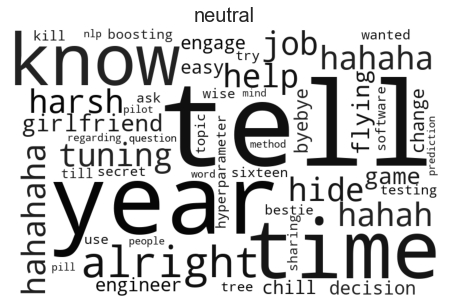 neutral
kill nlp boosting
know
engage
try
job
wanted
hahaha
easy
help
harsh
ask
wise
mind
pilot
girlfriend
regarding
question
topic
tell
byebye
flying
software
change
prediction
hahahaha
tuning
hyperparameter
method
till
secret
word
sixteen
hide
game
testing
year
bestie
hahah
use
people
sharing
time
pill
alright
engineer
tree
chill
decision